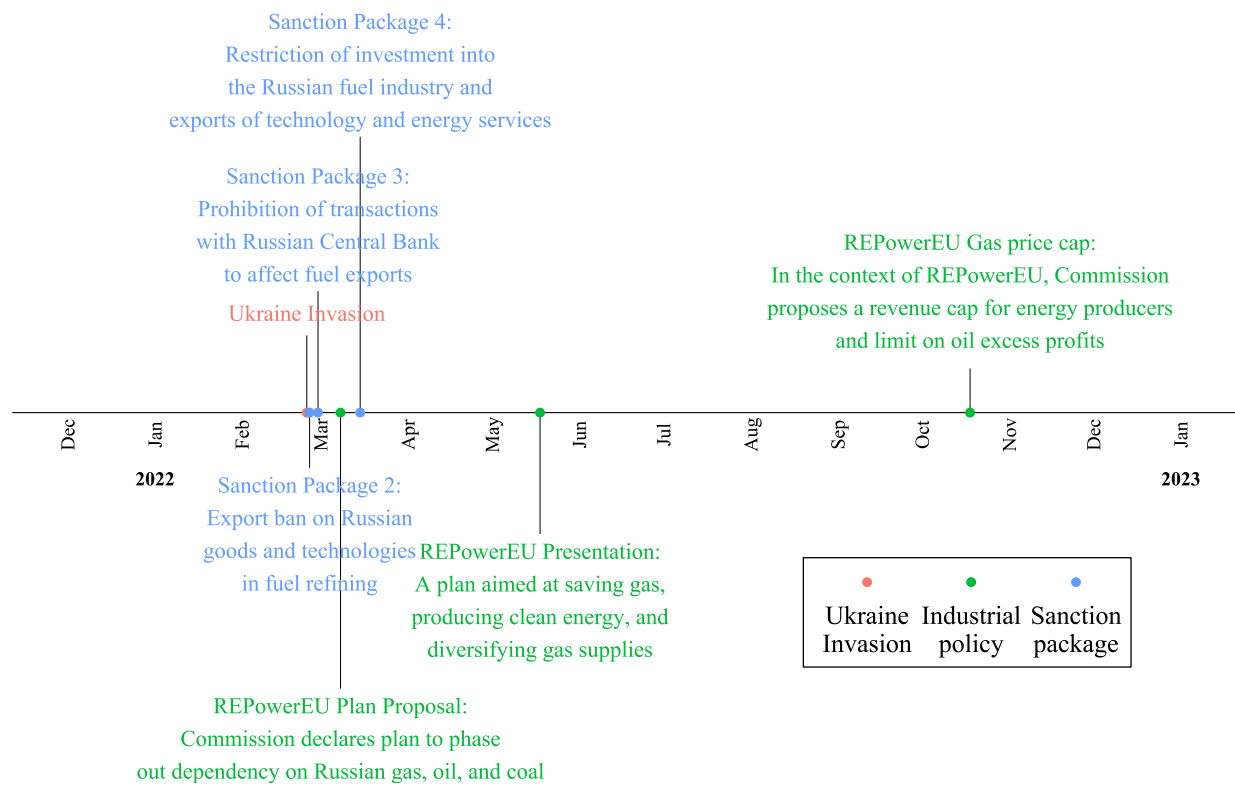 Sanction Package 4:
Restriction of investment into
the Russian fuel industry and
exports of technology and energy services
Sanction Package 3:
Prohibition of transactions
with Russian Central Bank
to affect fuel exports
Ukraine Invasion
REPowerEU Gas price cap:
In the context of REPowerEU, Commission
proposes a revenue cap for energy producers
and limit on oil excess profits
Dec
Jan
Feb
Mar
Apr
May
Jun
Jul
Aug
Sep
Oct
Nov
Dec
Jan
2022
2023
Sanction Package 2:
Export ban on Russian
goods and technologies
in fuel refining
REPowerEU Presentation:
A plan aimed at saving gas,
producing clean energy, and
diversifying gas supplies
REPowerEU Plan Proposal:
Commission declares plan to phase
out dependency on Russian gas, oil, and coal
Ukraine
Invasion
Industrial
policy
Sanction
package